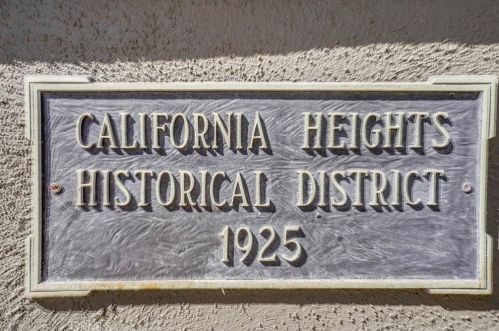 CALIFORNIA HEIGHTS
HISTORICAL DISTRICT
1925